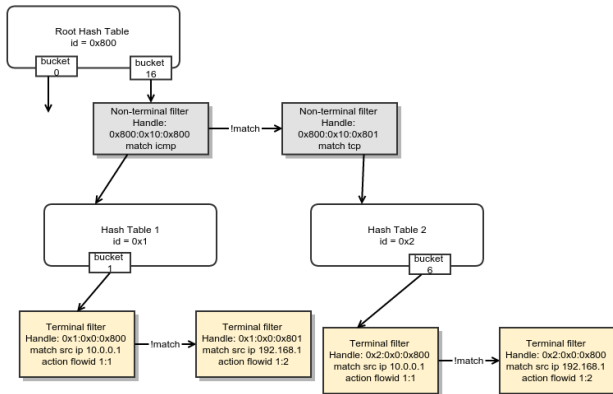 Root Hash Table
id = 0x800
bucket
0
bucket
16
Non-terminal filter
Handle:
0x800:0x10:0x800
match icmp
!match
Non-terminal filter
Handle:
0x800:0x10:0x801
match tcp
Hash Table 1
id = 0x1
bucket
1
Hash Table 2
id = 0x2
bucket
6
Terminal filter
Handle: 0x1:0x0:0x800
match src ip 10.0.0.1
action flowid 1:1
!match
Terminal filter
Handle: 0x1:0x0:0x801
match src ip 192.168.1
action flowid 1:2
Terminal filter
Handle: 0x2:0x0:0x800
match src ip 10.0.0.1
action flowid 1:1
!match
Terminal filter
Handle: 0x2:0x0:0x800
match src ip 192.168.1
action flowid 1:2